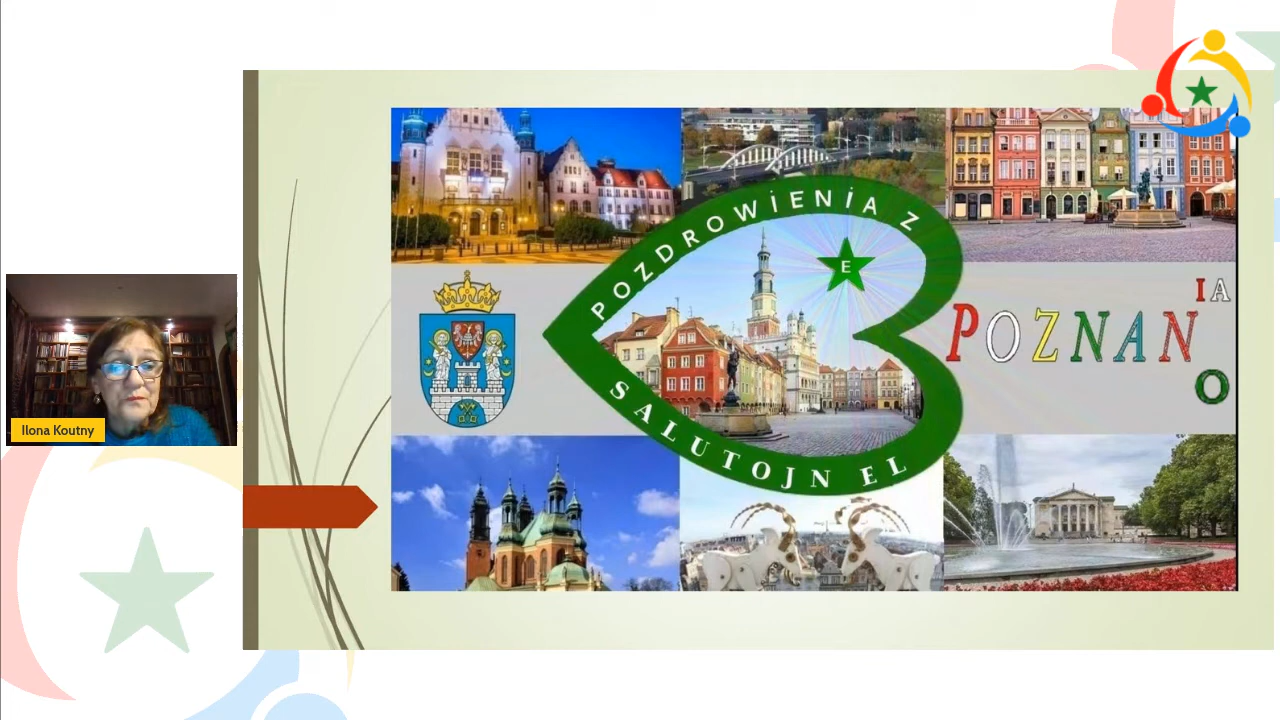 POZDROWIENIA Z
E
IA
POZNAN
O
SALUTOJN EL
Ilona Koutny